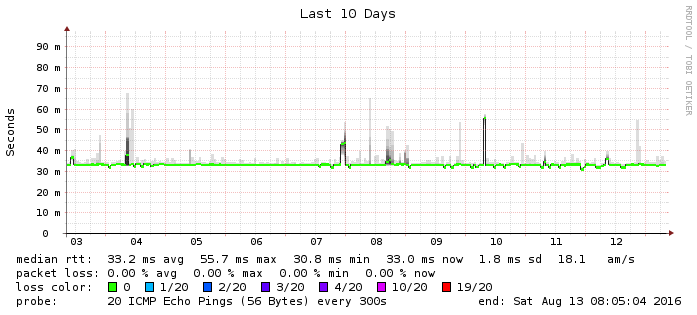 Last 10 Days
RRDTOOL / TOBI OETIKER
Seconds
90 m
80 m
70 m
60 m
50 m
40 m
30 m
20 m
10 m
0
03 04 05 06 07 08 09 10 11 12
median rtt: 33.2 ms avg 55.7 ms max 30.8 ms min 33.0 ms now 1.8 ms sd 18.1 am/s
packet loss: 0.00 % avg 0.00 % max 0.00 % min 0.00 % now
loss color: 0 1/20 2/20 3/20 4/20 10/20 19/20
probe: 20 ICMP Echo Pings (56 Bytes) every 300s end: Sat Aug 13 08:05:04 2016